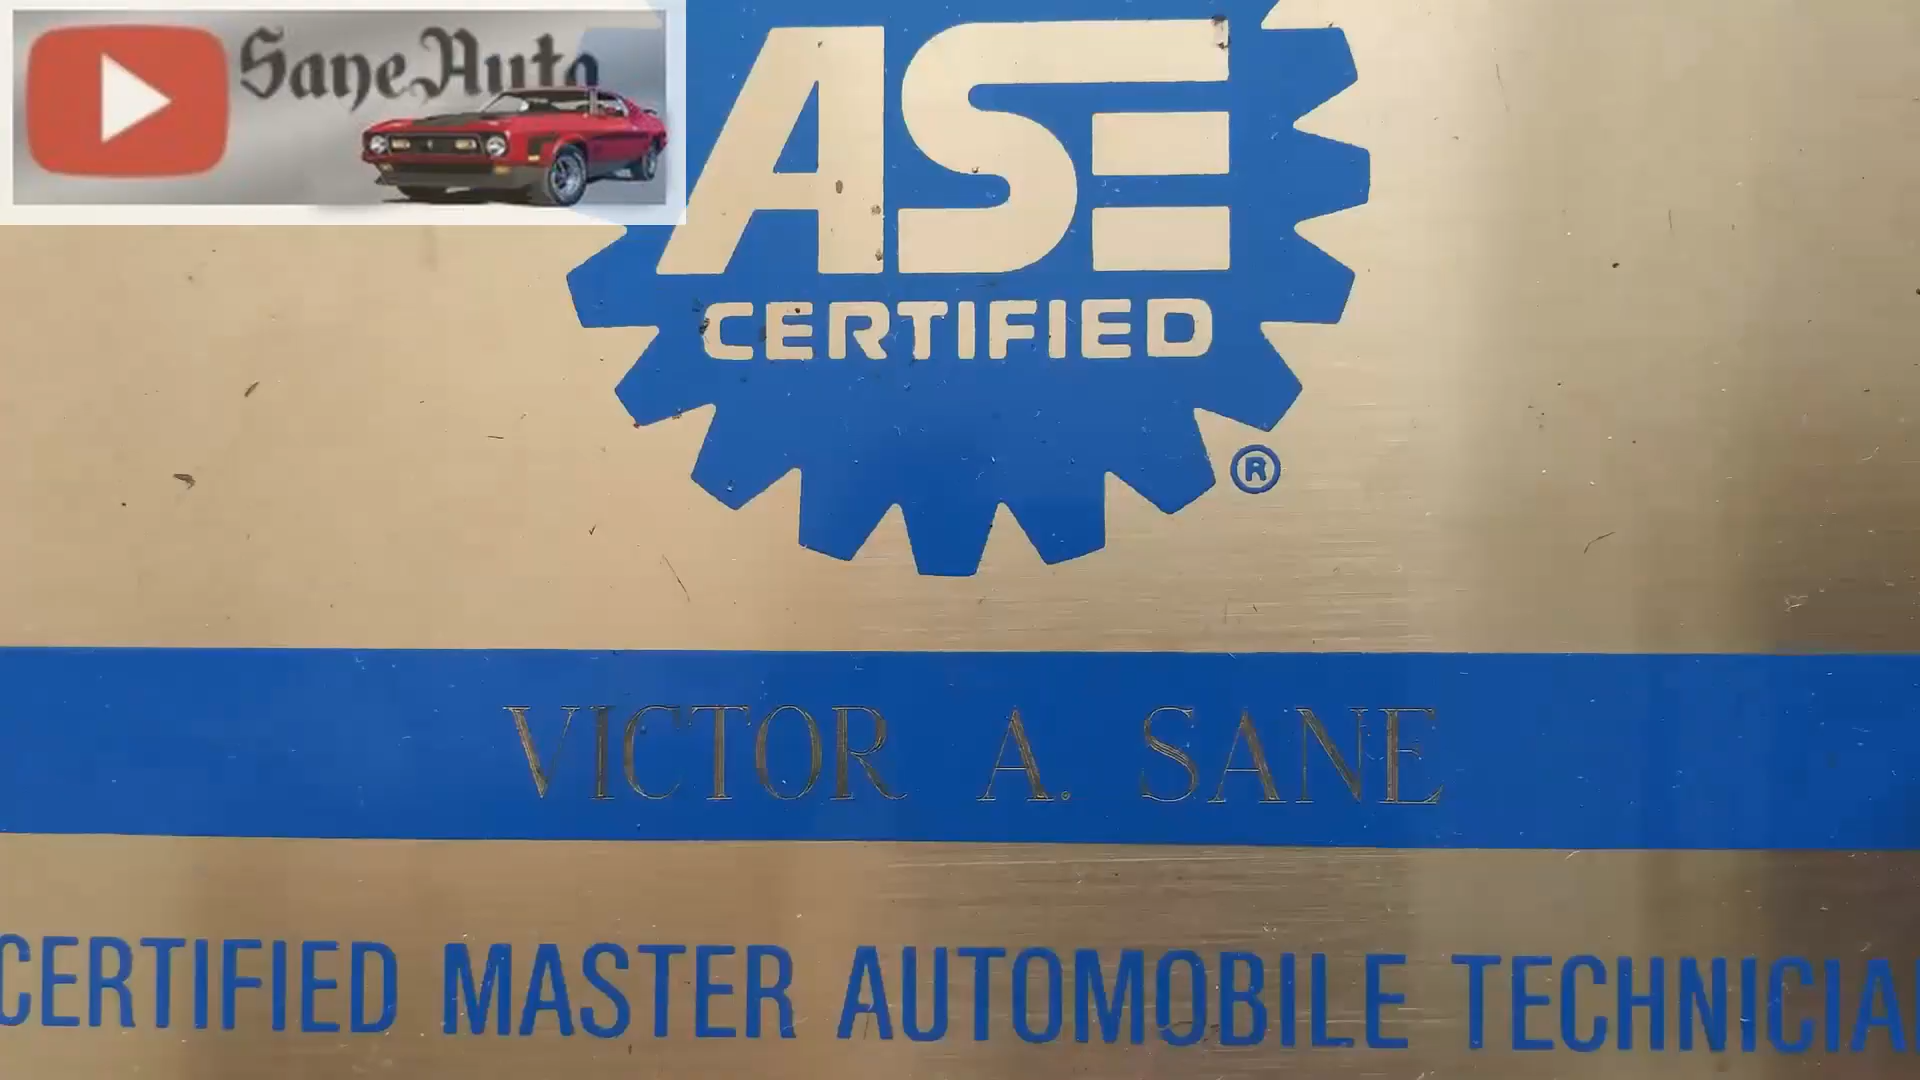 SaneAuto
ASE
CERTIFIED
®
VICTOR A. SANE
CERTIFIED MASTER AUTOMOBILE TECHNICIA